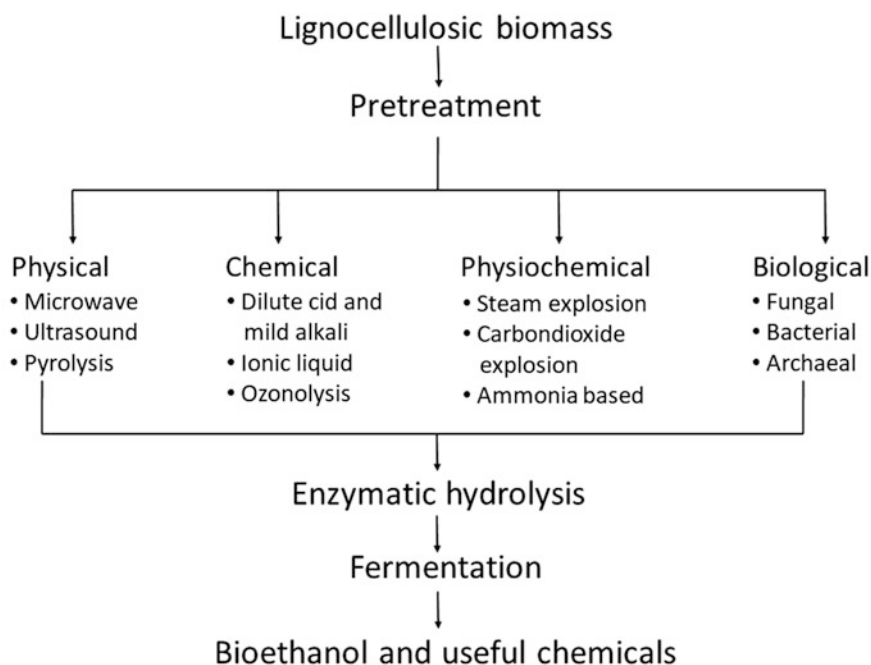 Lignocellulosic biomass
Pretreatment
Physical
• Microwave
• Ultrasound
• Pyrolysis
Chemical
• Dilute cid and
mild alkali
• Ionic liquid
• Ozonolysis
Physiochemical
• Steam explosion
• Carbondioxide
explosion
• Ammonia based
Biological
• Fungal
• Bacterial
• Archaeal
Enzymatic hydrolysis
Fermentation
Bioethanol and useful chemicals